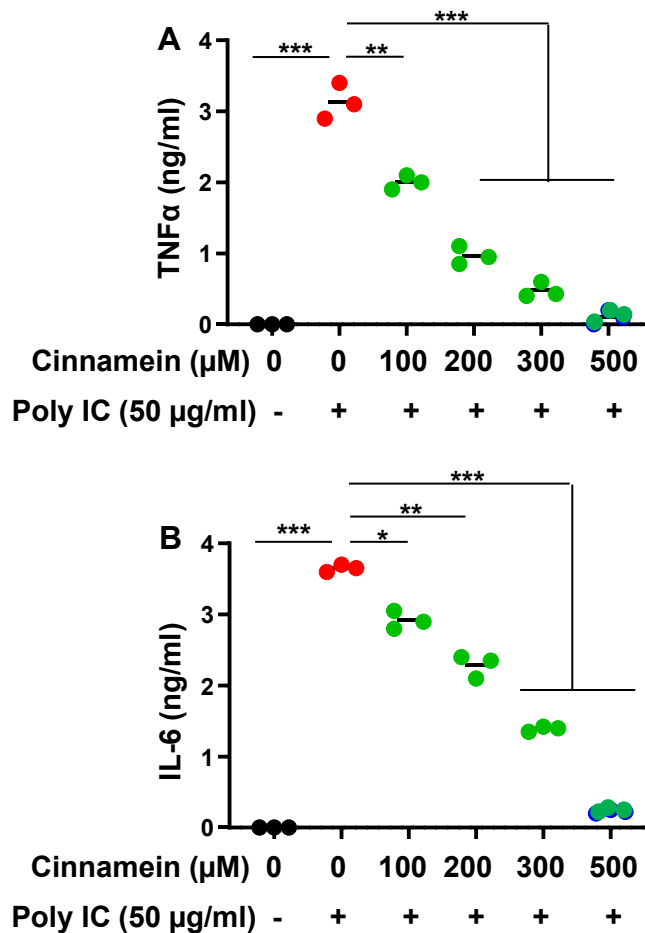 A
***
**
***
TNFα (ng/ml)
4
3
2
1
0
Cinnamein (µM) 0 0 100 200 300 500
Poly IC (50 µg/ml) - + + + + +
B
***
*
**
***
IL-6 (ng/ml)
4
3
2
1
0
Cinnamein (µM) 0 0 100 200 300 500
Poly IC (50 µg/ml) - + + + + +